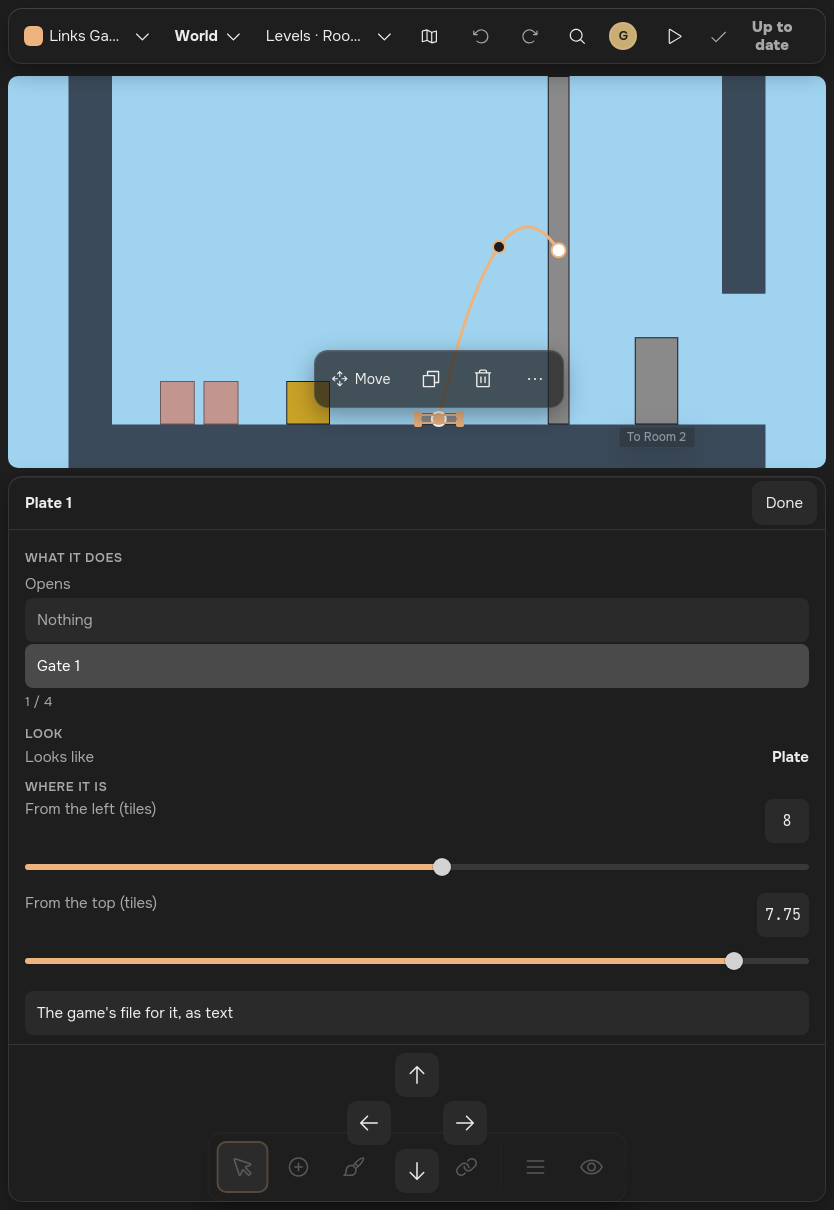 Links Ga...
World
Levels · Roo...
G
Up to
date
Move
To Room 2
Plate 1
Done
WHAT IT DOES
Opens
Nothing
Gate 1
1 / 4
LOOK
Looks like
Plate
WHERE IT IS
From the left (tiles)
8
From the top (tiles)
7.75
The game's file for it, as text